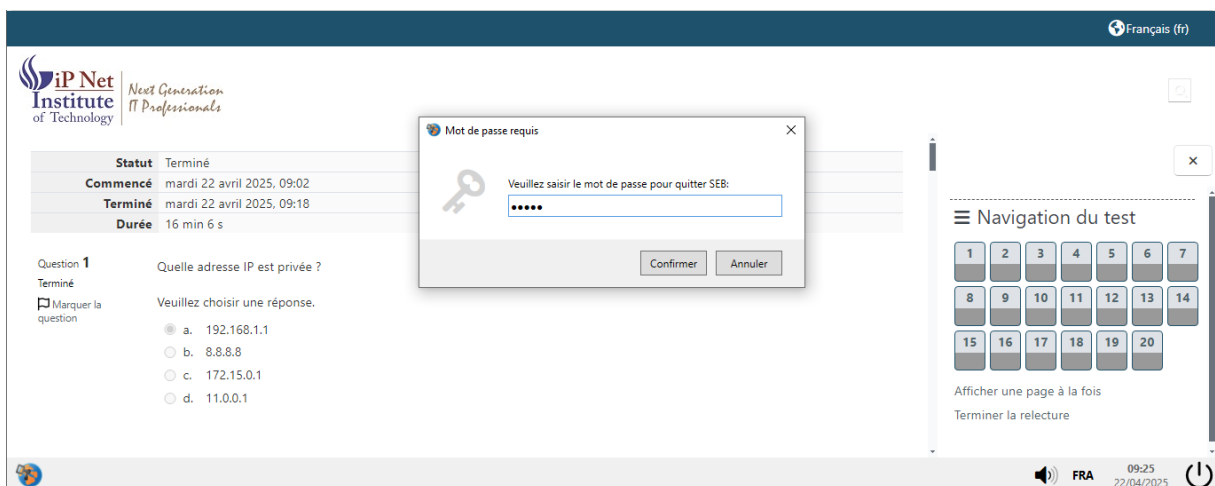 Français (fr)
iP Net
Institute
of Technology
Next Generation
IT Professionals
Mot de passe requis
Veuillez saisir le mot de passe pour quitter SEB:
•••••
Confirmer
Annuler
Statut Terminé
Commencé mardi 22 avril 2025, 09:02
Terminé mardi 22 avril 2025, 09:18
Durée 16 min 6 s
Question 1
Terminé
Marquer la
question
Quelle adresse IP est privée ?
Veuillez choisir une réponse.
a. 192.168.1.1
b. 8.8.8.8
c. 172.15.0.1
d. 11.0.0.1
Navigation du test
1 2 3 4 5 6 7
8 9 10 11 12 13 14
15 16 17 18 19 20
Afficher une page à la fois
Terminer la relecture
FRA
09:25
22/04/2025